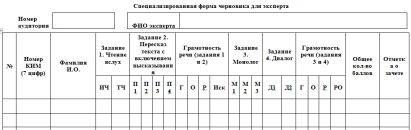 Специализированная форма черновика для эксперта
Номер аудитории
ФИО эксперта
№
Номер КИМ (7 цифр)
Фамилия И.О.
Задание 1. Чтение вслух
Задание 2. Пересказ текста с включением высказывания
Грамотность речи (задания 1 и 2)
Задание 3. Монолог
Задание 4. Диалог
Грамотность речи (задания 3 и 4)
Общее кол-во баллов
Отметка о зачете
ИЧ ТЧ П1 П2 П3 П4 Г О Р Иск М1 М2 М3 Д1 Д2 Г О Р РО